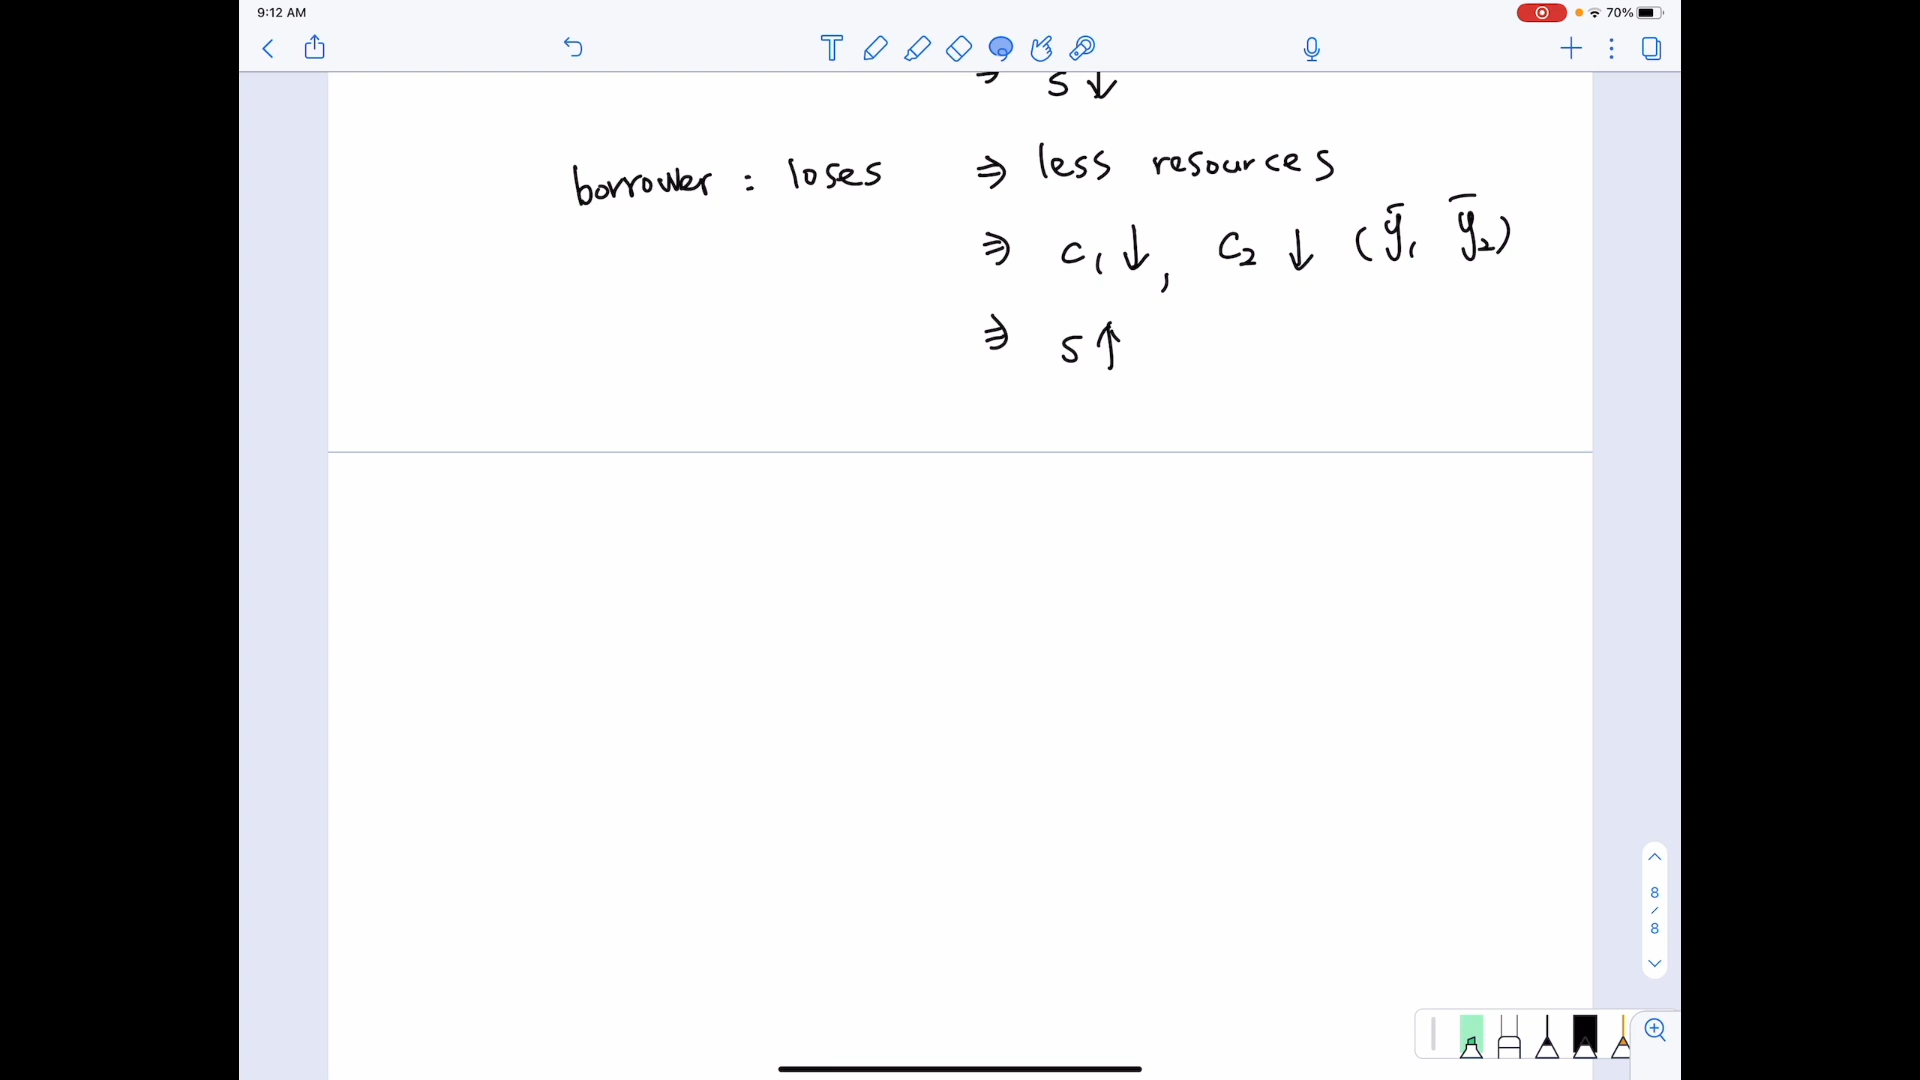 9:12 AM
70%
⇒ s ↓
borrower : loses ⇒ less resources
⇒ c₁ ↓, c₂ ↓ (ȳ₁ ȳ₂)
⇒ s ↑
8
/
8